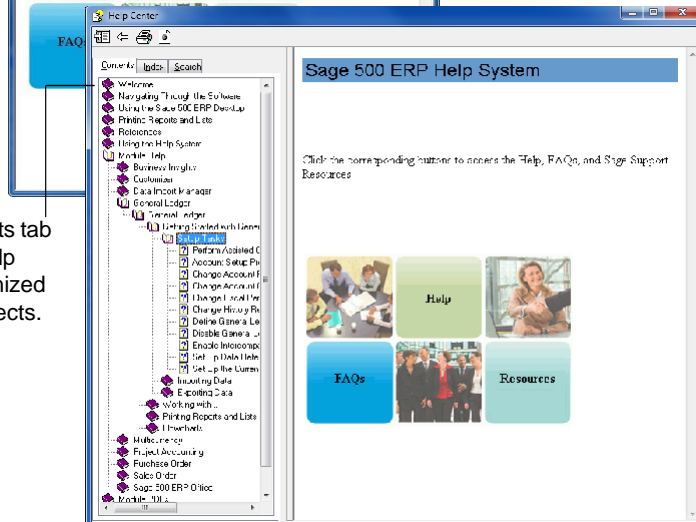 Help Center
FAQs
Contents Index Search
Welcome
Navigating Through the Software
Using the Sage 500 ERP Desktop
Printing Reports and Lists
References
Using the Help System
Module Help
Business Insights
Customizer
Data Import Manager
General Ledger
General Ledger
Getting Started with Gener
Setup Tasks
Perform Assisted C
Account Setup Pr
Change Account F
Change Account
Change Fiscal Per
Change History Re
Define General Le
Disable General L
Enable Intercompa
Set Up Data
Set Up the Curren
Importing Data
Exporting Data
Working with...
Printing Reports and Lists
Flowcharts
Multicurrency
Project Accounting
Purchase Order
Sales Order
Sage 500 ERP Office
Module PDFs
Sage 500 ERP Help System
Click the corresponding buttons to access the Help, FAQs, and Sage Support
Resources
Help
FAQs
Resources
ts tab
lp
nized
ects.